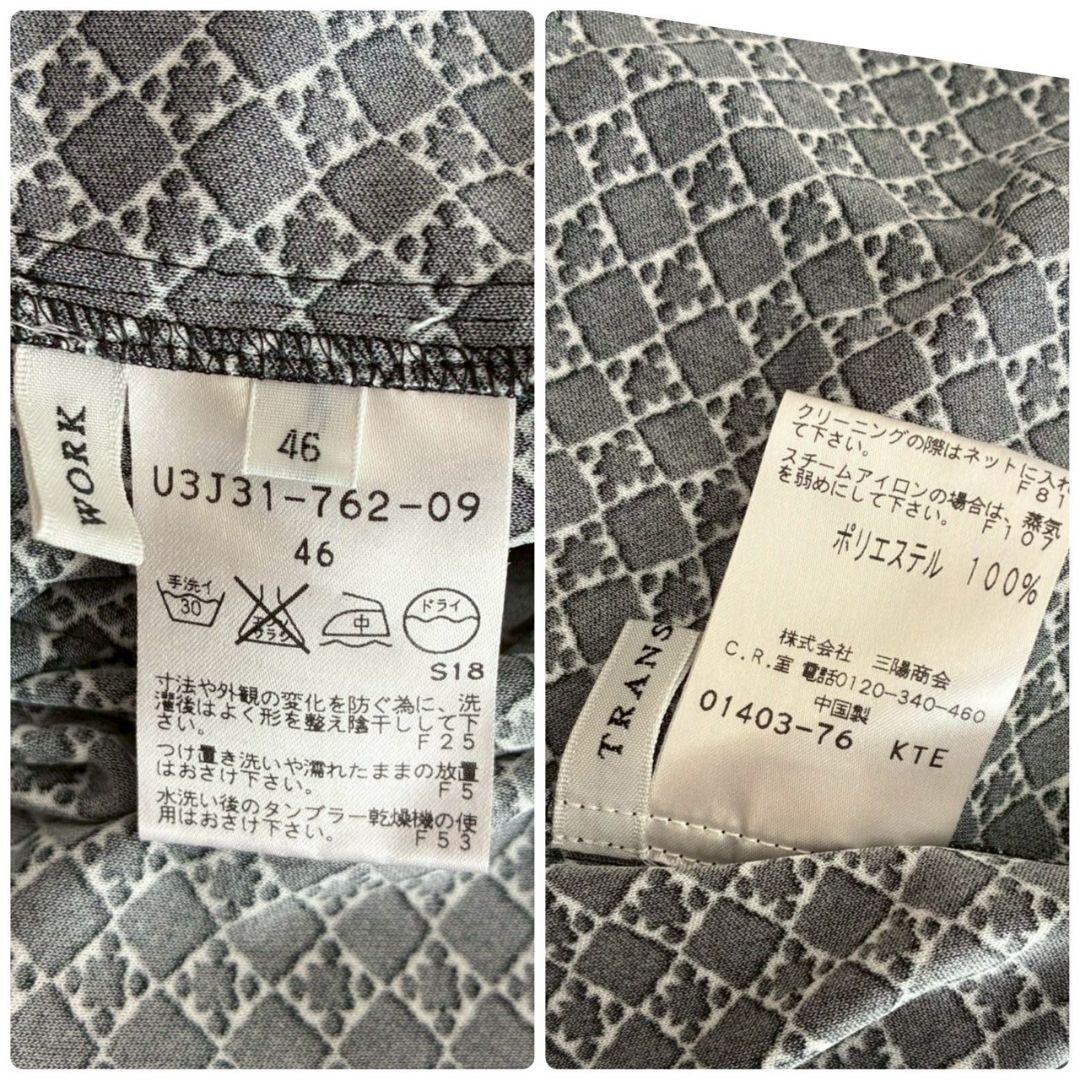 WORK
46
U3J31-762-09
46
手洗イ
30
エンソ
サラシ
中
ドライ
S18
寸法や外観の変化を防ぐ為に、洗
濯後はよく形を整え陰干しして下
さい。 F25
つけ置き洗いや濡れたままの放置
はおさけ下さい。 F5
水洗い後のタンブラー乾燥機の使
用はおさけ下さい。 F53
クリーニングの際はネットに入れ
て下さい。 F81
スチームアイロンの場合は、蒸気
を弱めにして下さい。 F107
ポリエステル 100%
株式会社 三陽商会
C.R.室 電話0120-340-460
中国製
01403-76 KTE
TRANS